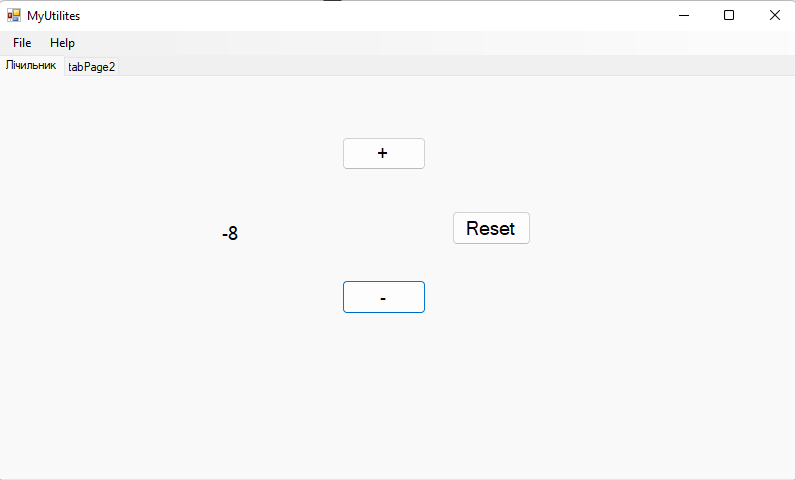 MyUtilites
File Help
Лічильник tabPage2
+
-8
Reset
-